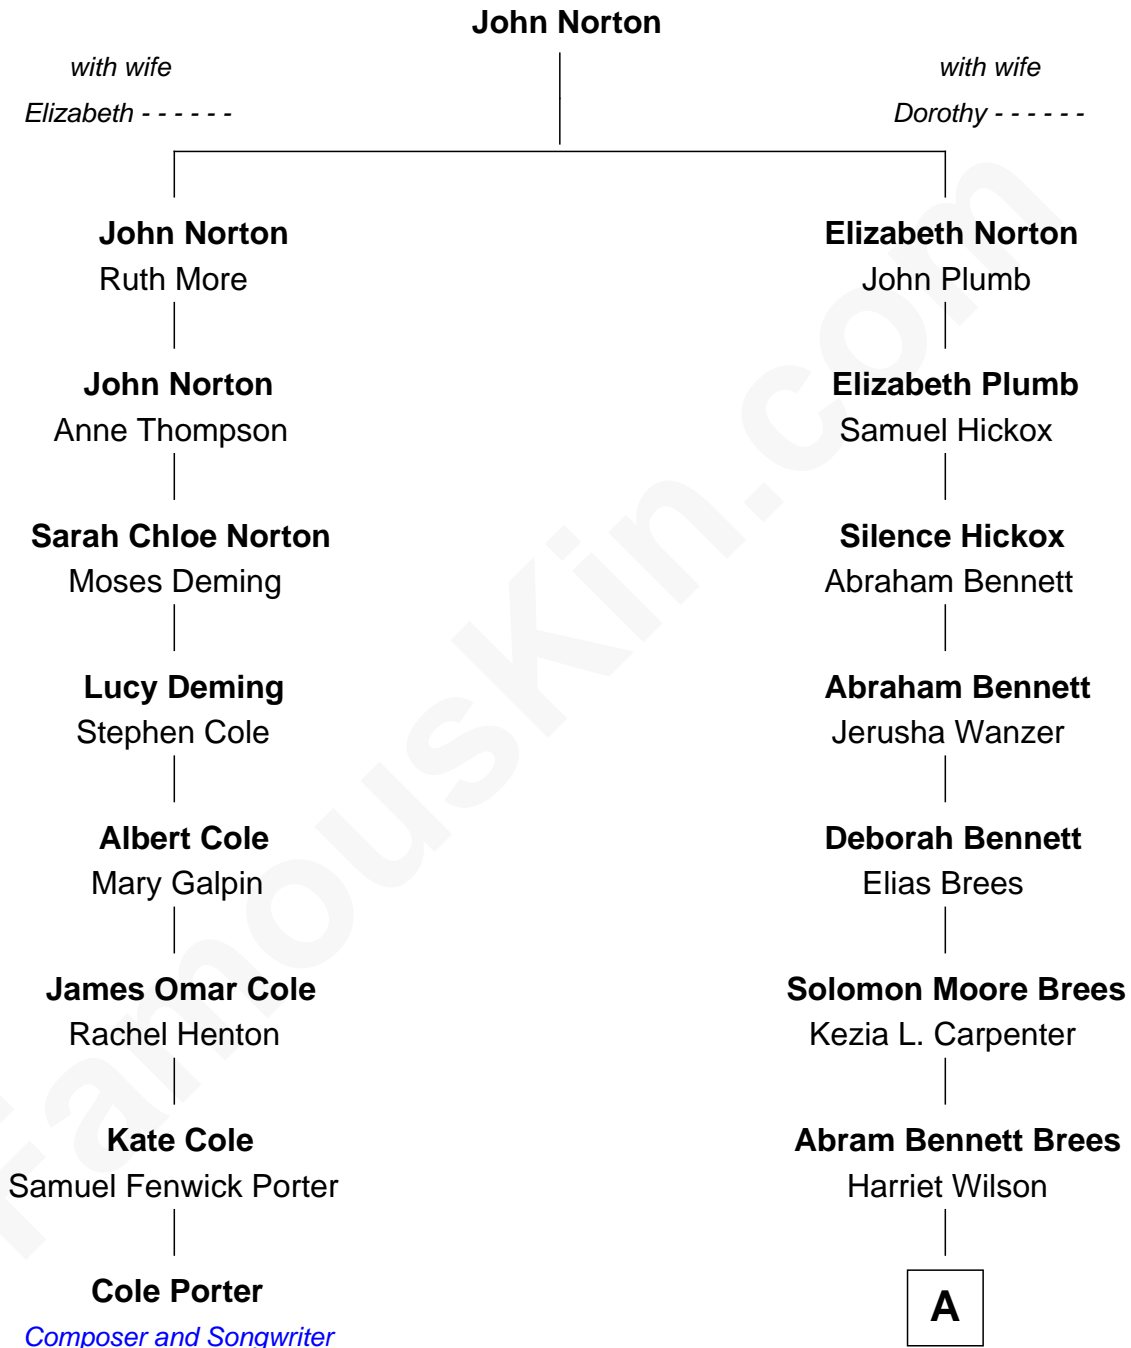 John Norton
with wife
Elizabeth - - - - - -
with wife
Dorothy - - - - - -
John Norton
Ruth More
John Norton
Anne Thompson
Sarah Chloe Norton
Moses Deming
Lucy Deming
Stephen Cole
Albert Cole
Mary Galpin
James Omar Cole
Rachel Henton
Kate Cole
Samuel Fenwick Porter
Cole Porter
Composer and Songwriter
Elizabeth Norton
John Plumb
Elizabeth Plumb
Samuel Hickox
Silence Hickox
Abraham Bennett
Abraham Bennett
Jerusha Wanzer
Deborah Bennett
Elias Brees
Solomon Moore Brees
Kezia L. Carpenter
Abram Bennett Brees
Harriet Wilson
A
FamousKin.com